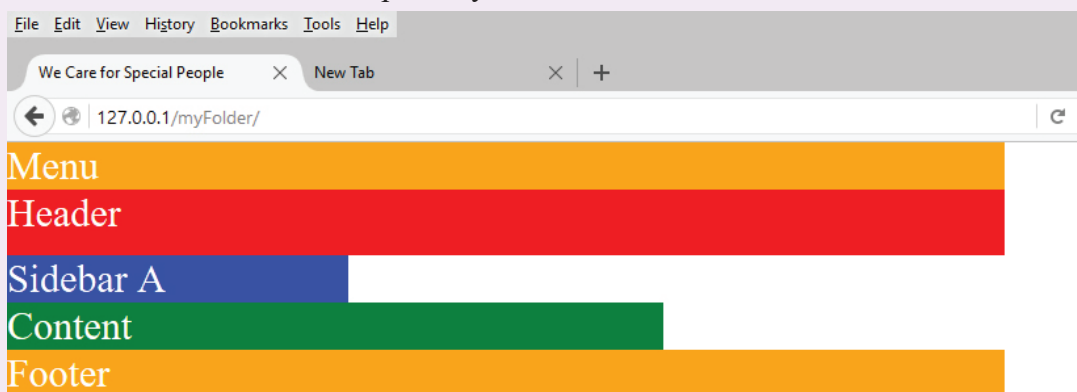 File Edit View History Bookmarks Tools Help
We Care for Special People New Tab
127.0.0.1/myFolder/
Menu
Header
Sidebar A
Content
Footer